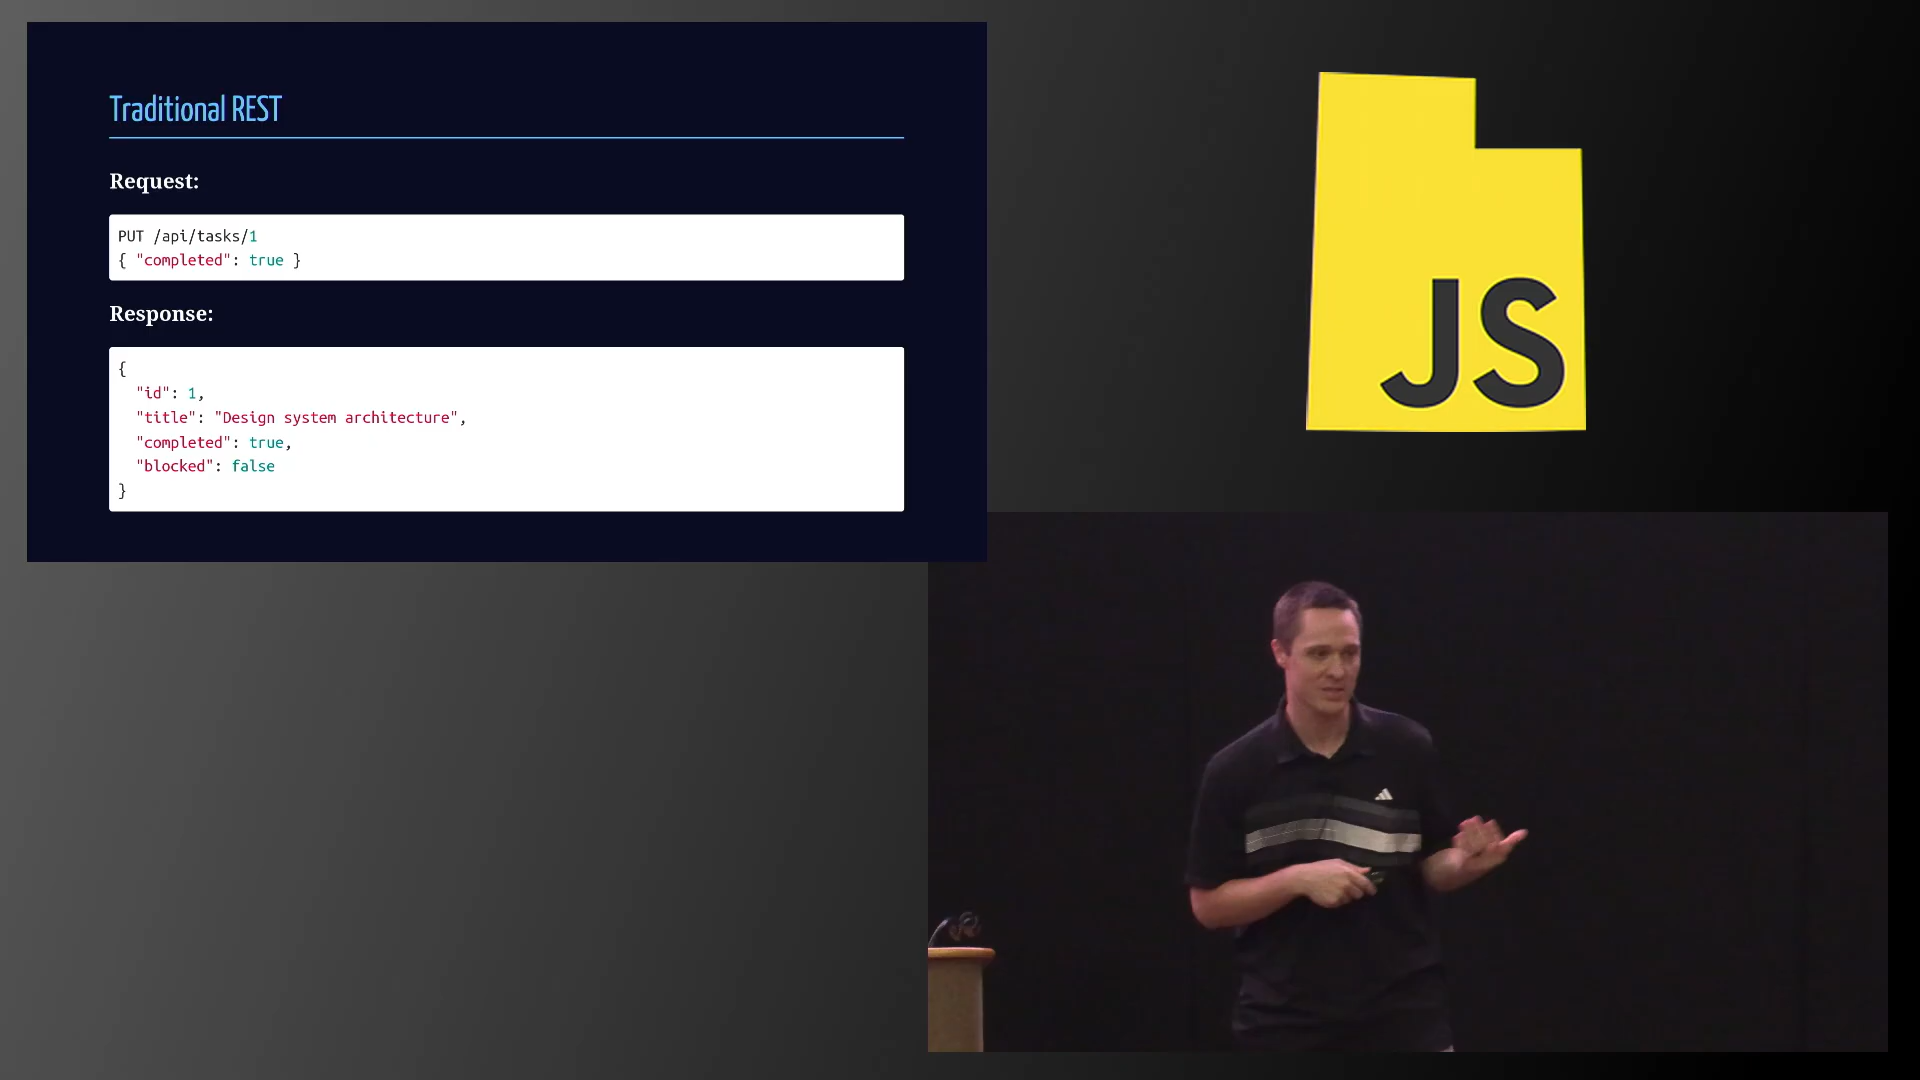 Traditional REST
Request:
PUT /api/tasks/1
{ "completed": true }
Response:
{
"id": 1,
"title": "Design system architecture",
"completed": true,
"blocked": false
}
JS